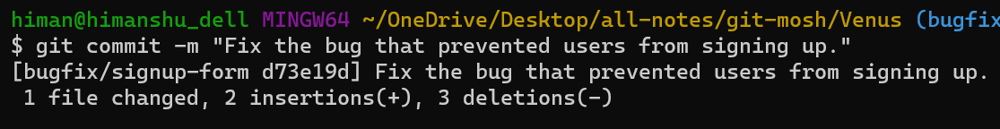 himan@himanshu_dell MINGW64 ~/OneDrive/Desktop/all-notes/git-mosh/Venus (bugfix
$ git commit -m "Fix the bug that prevented users from signing up."
[bugfix/signup-form d73e19d] Fix the bug that prevented users from signing up.
 1 file changed, 2 insertions(+), 3 deletions(-)